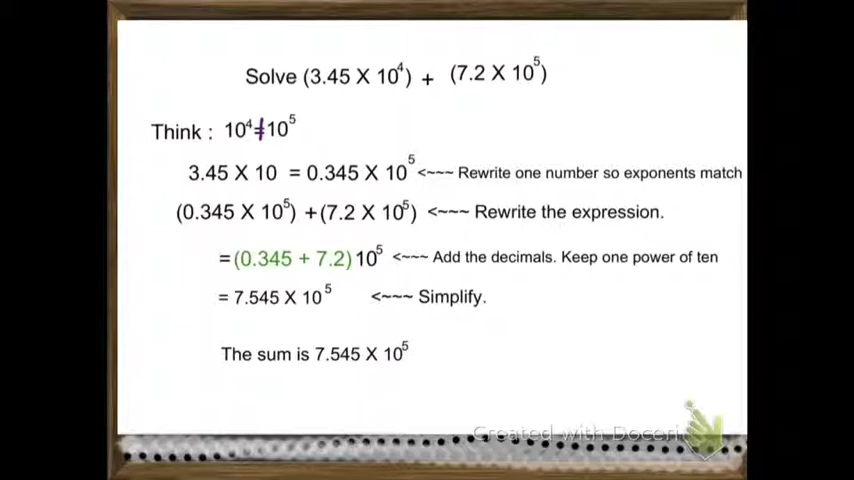 Solve (3.45 X 10⁴) + (7.2 X 10⁵)
Think : 10⁴ ≠ 10⁵
3.45 X 10 = 0.345 X 10⁵ <~~~ Rewrite one number so exponents match
(0.345 X 10⁵) + (7.2 X 10⁵) <~~~ Rewrite the expression.
= (0.345 + 7.2) 10⁵ <~~~ Add the decimals. Keep one power of ten
= 7.545 X 10⁵ <~~~ Simplify.
The sum is 7.545 X 10⁵
Created with Doceri